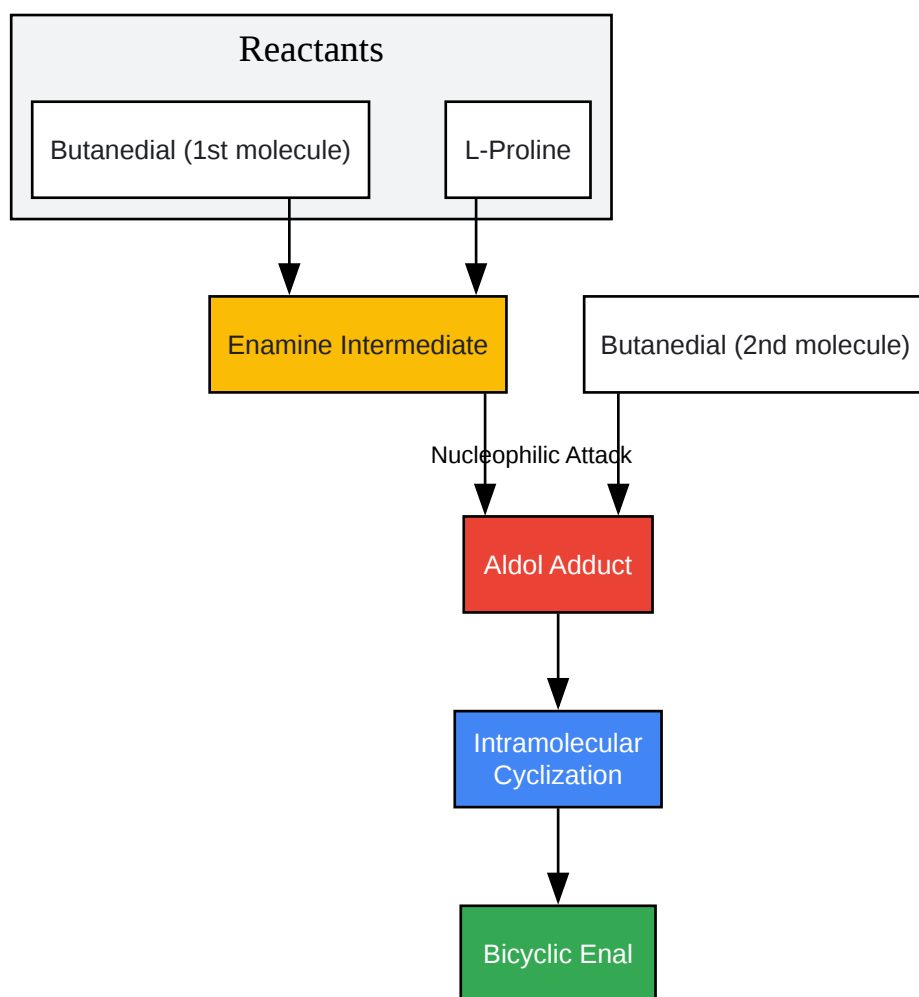 Reactants
Butanedial (1st molecule)
L-Proline
Enamine Intermediate
Butanedial (2nd molecule)
Nucleophilic Attack
Aldol Adduct
Intramolecular
Cyclization
Bicyclic Enal